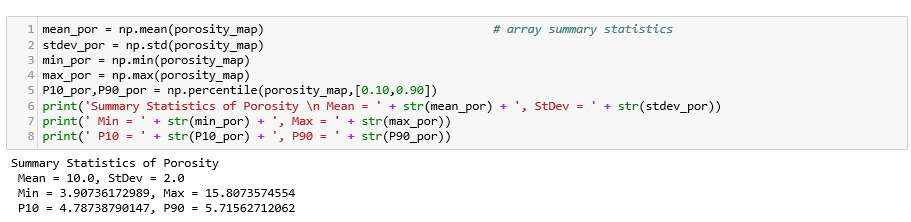 1 mean_por = np.mean(porosity_map) # array summary statistics
2 stdev_por = np.std(porosity_map)
3 min_por = np.min(porosity_map)
4 max_por = np.max(porosity_map)
5 P10_por,P90_por = np.percentile(porosity_map,[0.10,0.90])
6 print('Summary Statistics of Porosity \n Mean = ' + str(mean_por) + ', StDev = ' + str(stdev_por))
7 print(' Min = ' + str(min_por) + ', Max = ' + str(max_por))
8 print(' P10 = ' + str(P10_por) + ', P90 = ' + str(P90_por))
Summary Statistics of Porosity
Mean = 10.0, StDev = 2.0
Min = 3.90736172989, Max = 15.8073574554
P10 = 4.78738790147, P90 = 5.71562712062